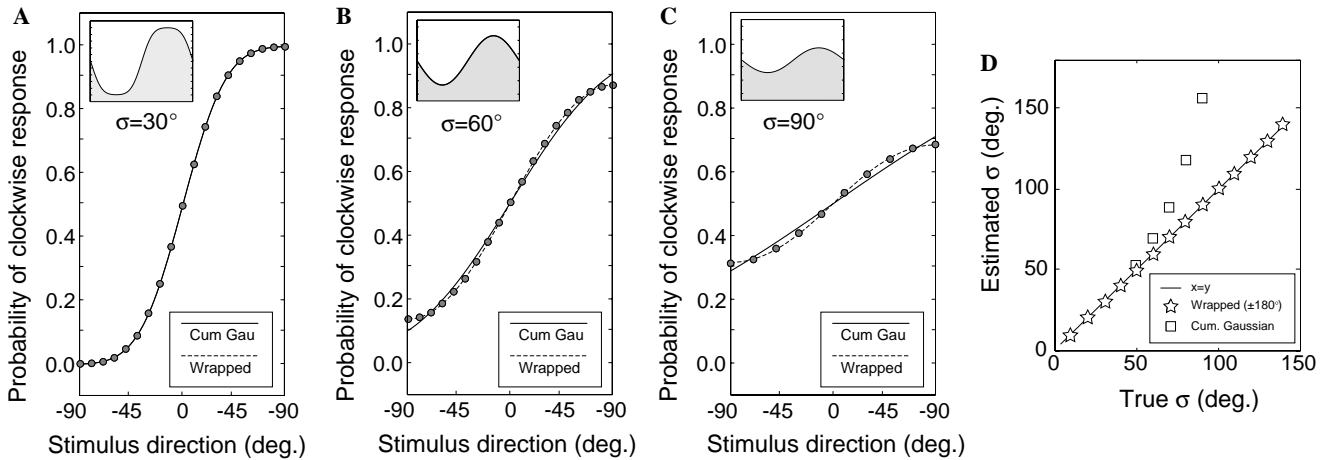 A
Probability of clockwise response
1.0
0.8
0.6
0.4
0.2
0.0
σ=30°
Cum Gau
Wrapped
-90 -45 0 -45 -90
Stimulus direction (deg.)
B
Probability of clockwise response
1.0
0.8
0.6
0.4
0.2
0.0
σ=60°
Cum Gau
Wrapped
-90 -45 0 -45 -90
Stimulus direction (deg.)
C
Probability of clockwise response
1.0
0.8
0.6
0.4
0.2
0.0
σ=90°
Cum Gau
Wrapped
-90 -45 0 -45 -90
Stimulus direction (deg.)
D
Estimated σ (deg.)
150
100
50
0
x=y
Wrapped (±180°)
Cum. Gaussian
0 50 100 150
True σ (deg.)